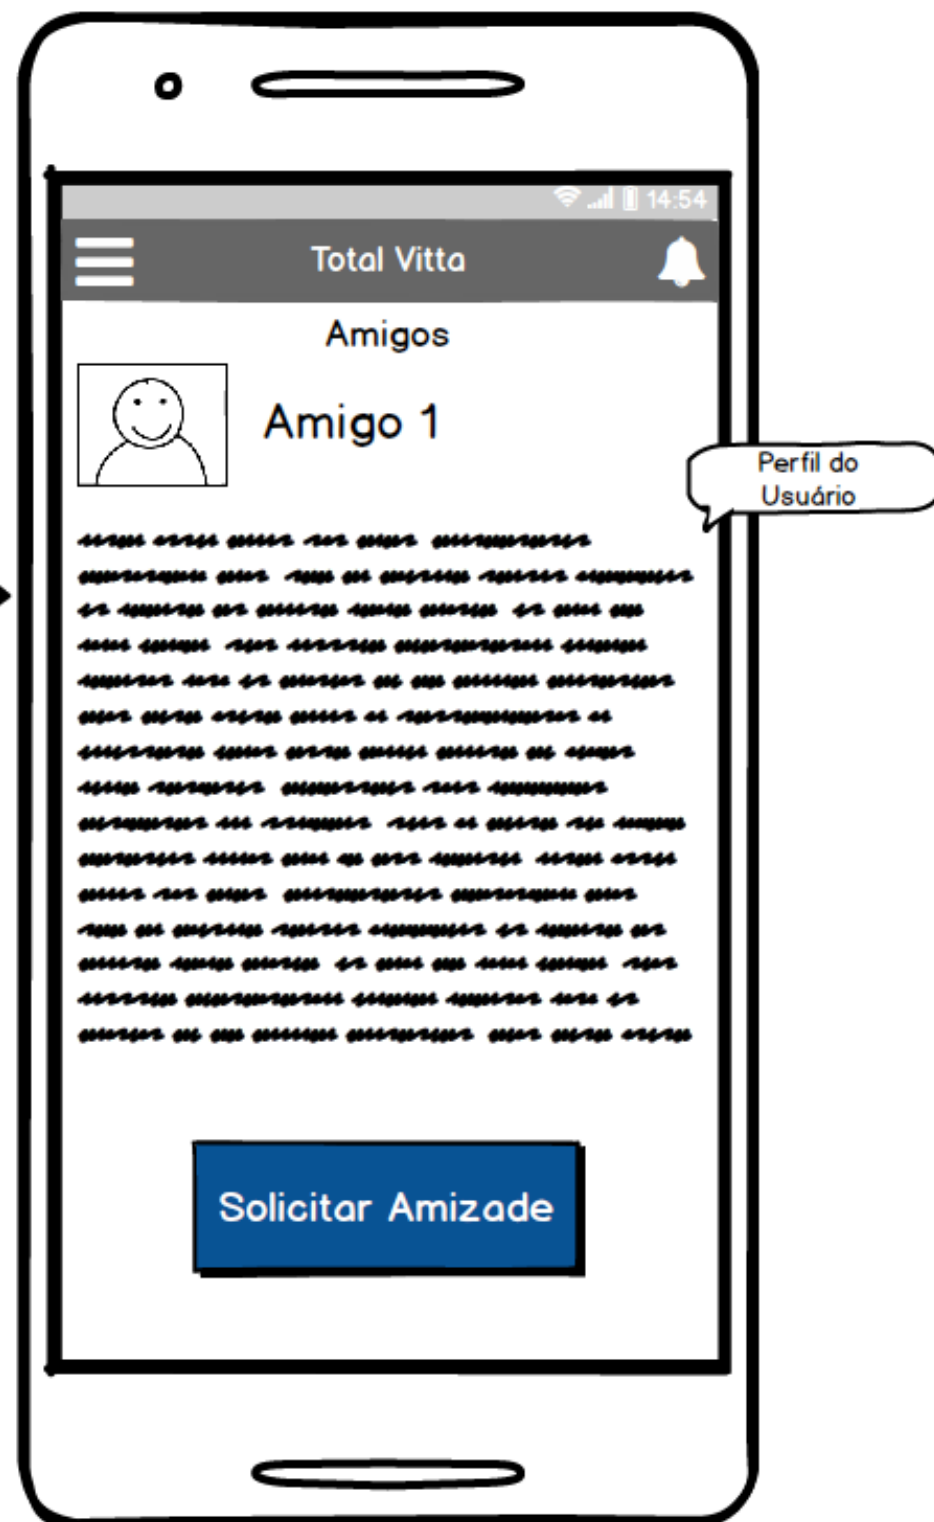 14:54
Total Vitta
Amigos
Amigo 1
Perfil do
Usuário
Solicitar Amizade